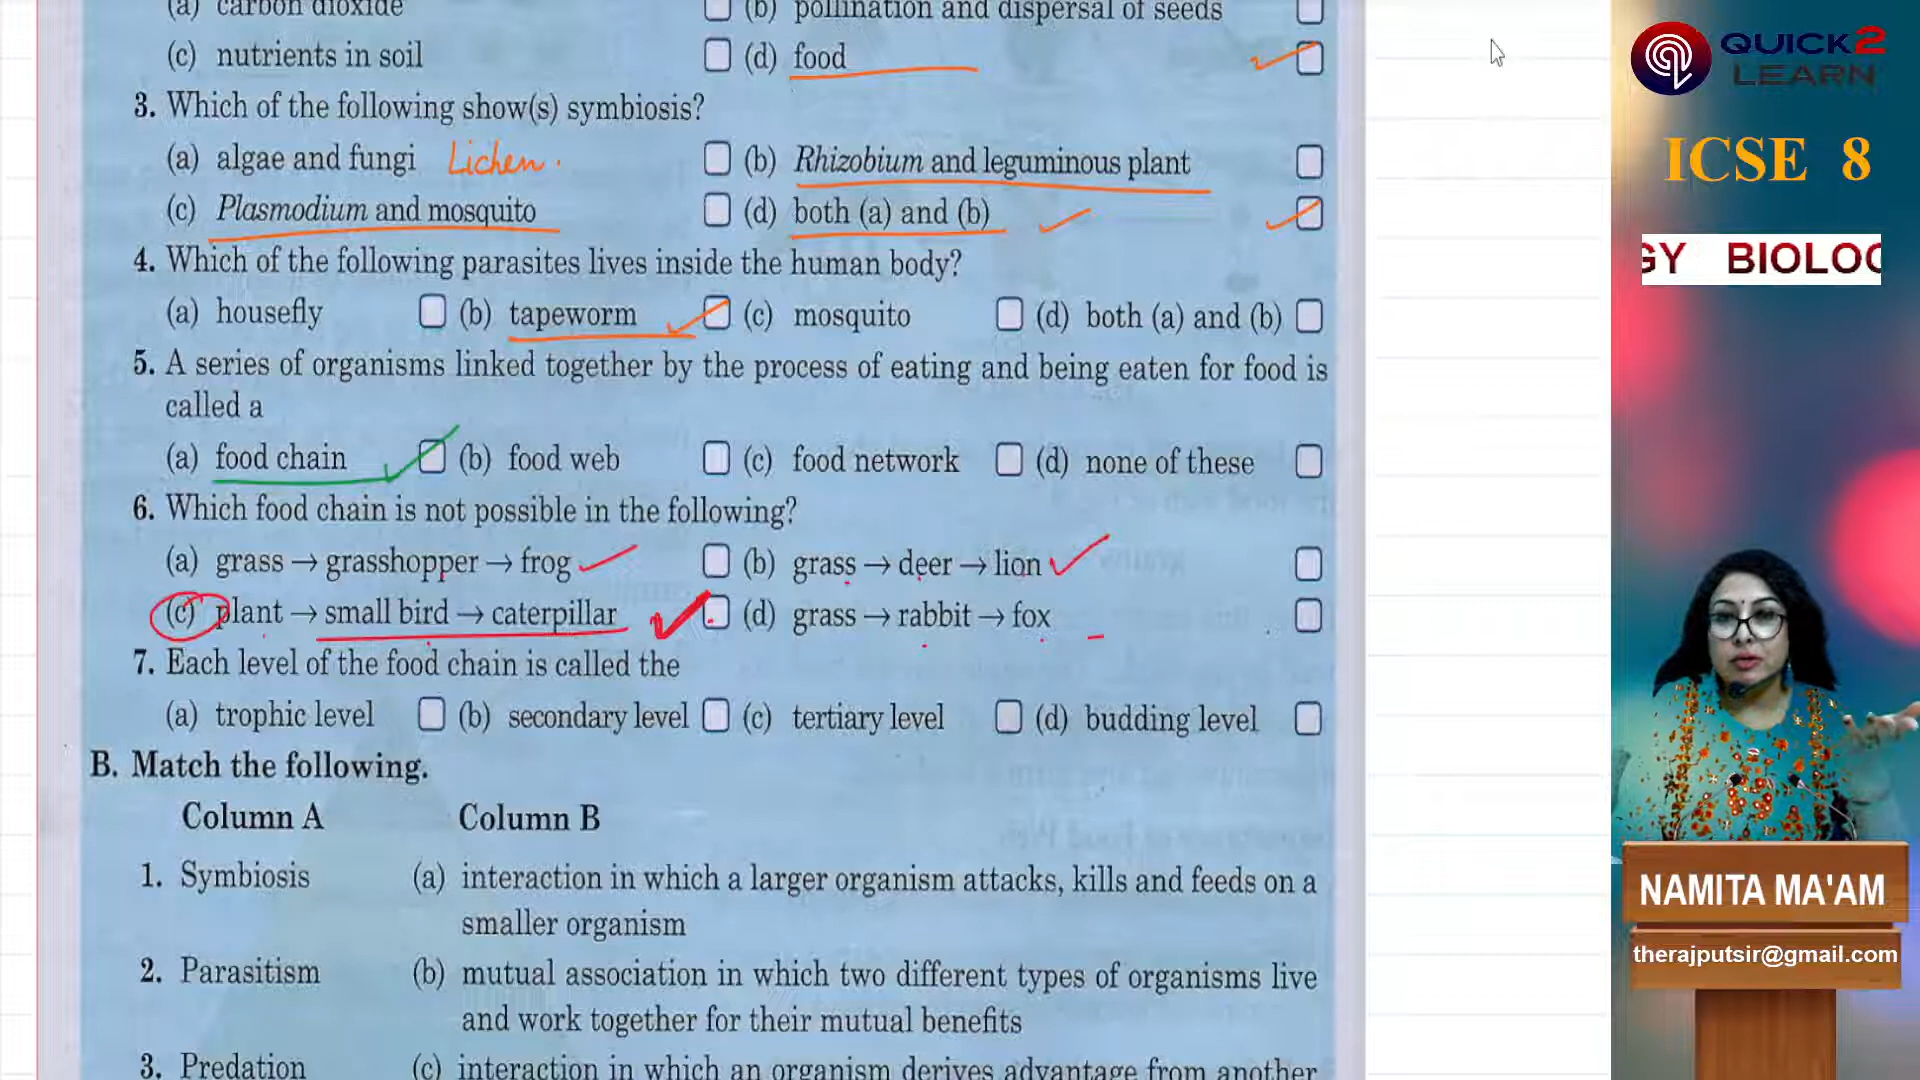 (a) carbon dioxide (b) pollination and dispersal of seeds
(c) nutrients in soil (d) food
3. Which of the following show(s) symbiosis?
(a) algae and fungi Lichen. (b) Rhizobium and leguminous plant
(c) Plasmodium and mosquito (d) both (a) and (b)
4. Which of the following parasites lives inside the human body?
(a) housefly (b) tapeworm (c) mosquito (d) both (a) and (b)
5. A series of organisms linked together by the process of eating and being eaten for food is
called a
(a) food chain (b) food web (c) food network (d) none of these
6. Which food chain is not possible in the following?
(a) grass → grasshopper → frog (b) grass → deer → lion
(c) plant → small bird → caterpillar (d) grass → rabbit → fox
7. Each level of the food chain is called the
(a) trophic level (b) secondary level (c) tertiary level (d) budding level
B. Match the following.
Column A Column B
1. Symbiosis (a) interaction in which a larger organism attacks, kills and feeds on a
smaller organism
2. Parasitism (b) mutual association in which two different types of organisms live
and work together for their mutual benefits
3. Predation (c) interaction in which an organism derives advantage from another
QUICK2
LEARN
ICSE 8
GY BIOLOG
NAMITA MA'AM
therajputsir@gmail.com